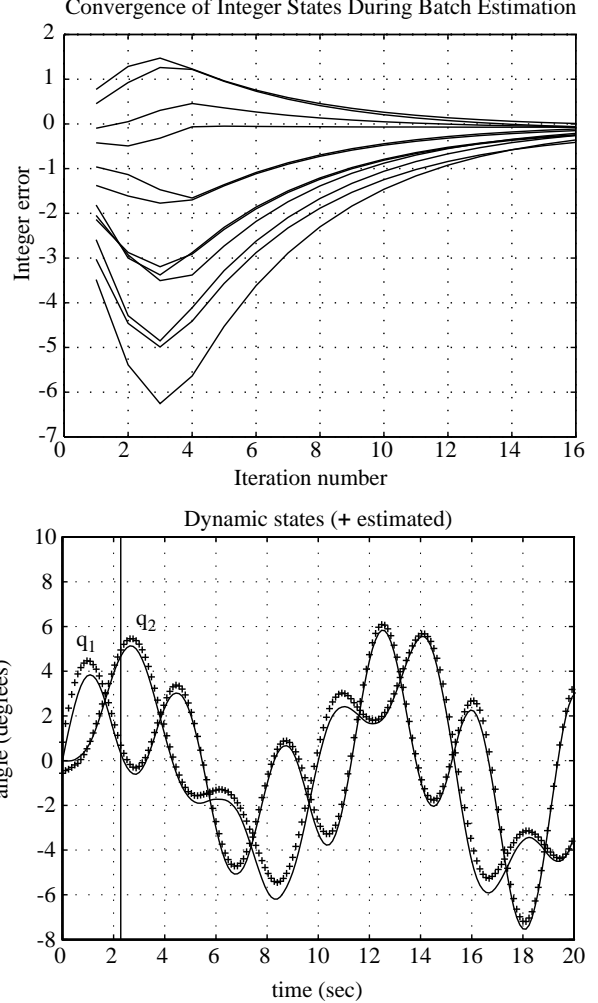 Convergence of Integer States During Batch Estimation
2
1
0
-1
-2
-3
-4
-5
-6
-7
Integer error
0 2 4 6 8 10 12 14 16
Iteration number
Dynamic states (+ estimated)
10
8
6
4
2
0
-2
-4
-6
-8
angle (degrees)
q1
q2
0 2 4 6 8 10 12 14 16 18 20
time (sec)